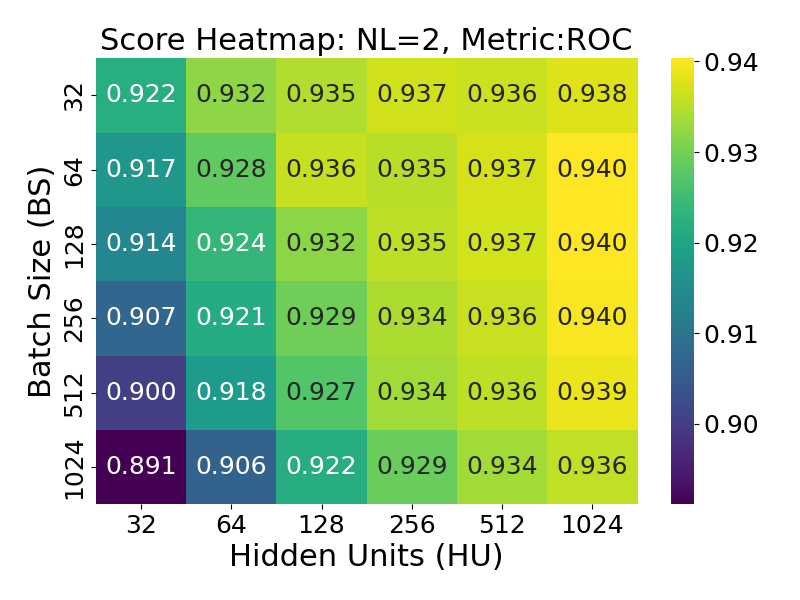 Score Heatmap: NL=2, Metric:ROC
Batch Size (BS)
32 0.922 0.932 0.935 0.937 0.936 0.938
64 0.917 0.928 0.936 0.935 0.937 0.940
128 0.914 0.924 0.932 0.935 0.937 0.940
256 0.907 0.921 0.929 0.934 0.936 0.940
512 0.900 0.918 0.927 0.934 0.936 0.939
1024 0.891 0.906 0.922 0.929 0.934 0.936
32 64 128 256 512 1024
Hidden Units (HU)
0.94
0.93
0.92
0.91
0.90